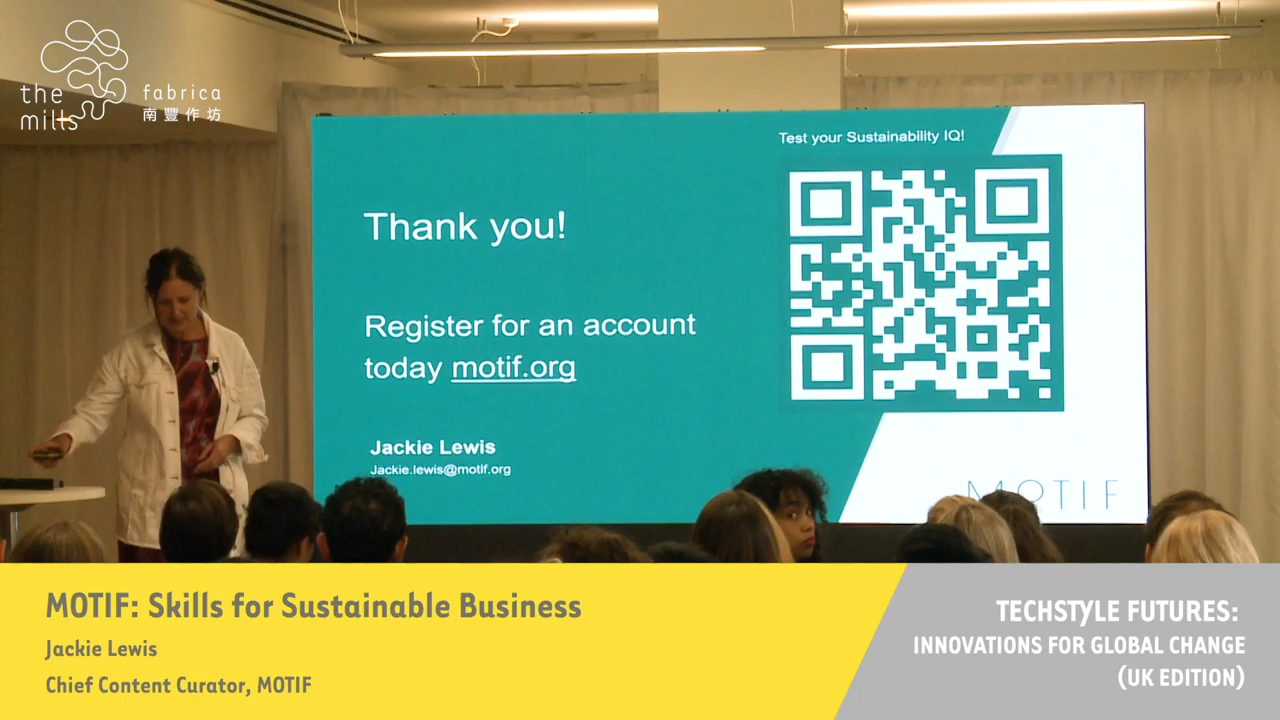 the
mills
fabrica
南豐作坊
Test your Sustainability IQ!
Thank you!
Register for an account
today motif.org
Jackie Lewis
Jackie.lewis@motif.org
MOTIF
MOTIF: Skills for Sustainable Business
Jackie Lewis
Chief Content Curator, MOTIF
TECHSTYLE FUTURES:
INNOVATIONS FOR GLOBAL CHANGE
(UK EDITION)